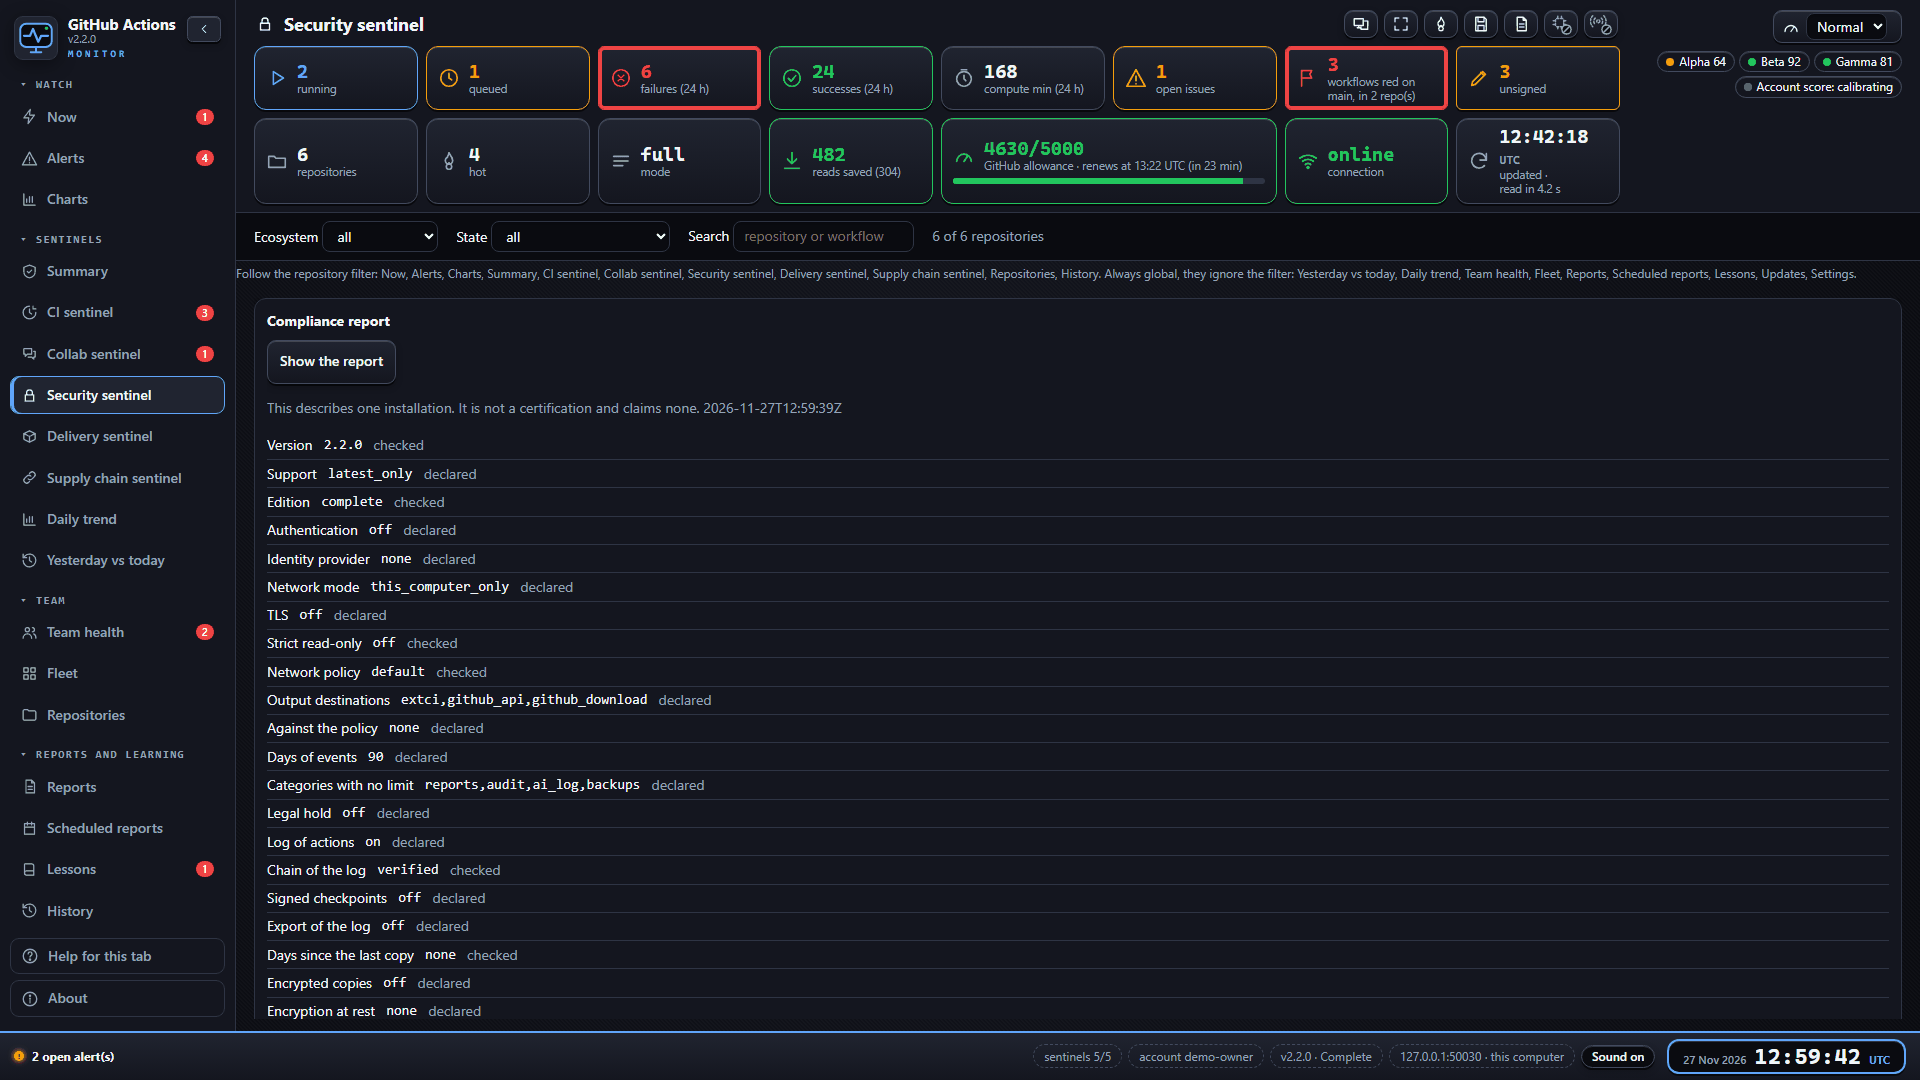 GitHub Actions
v2.2.0
MONITOR
WATCH
Now 1
Alerts 4
Charts
SENTINELS
Summary
CI sentinel 3
Collab sentinel 1
Security sentinel
Delivery sentinel
Supply chain sentinel
Daily trend
Yesterday vs today
TEAM
Team health 2
Fleet
Repositories
REPORTS AND LEARNING
Reports
Scheduled reports
Lessons 1
History
Help for this tab
About
Security sentinel
Normal
2
running
1
queued
6
failures (24 h)
24
successes (24 h)
168
compute min (24 h)
1
open issues
3
workflows red on
main, in 2 repo(s)
3
unsigned
Alpha 64
Beta 92
Gamma 81
Account score: calibrating
6
repositories
4
hot
full
mode
482
reads saved (304)
4630/5000
GitHub allowance · renews at 13:22 UTC (in 23 min)
online
connection
12:42:18
UTC
updated ·
read in 4.2 s
Ecosystem all State all Search repository or workflow 6 of 6 repositories
Follow the repository filter: Now, Alerts, Charts, Summary, CI sentinel, Collab sentinel, Security sentinel, Delivery sentinel, Supply chain sentinel, Repositories, History. Always global, they ignore the filter: Yesterday vs today, Daily trend, Team health, Fleet, Reports, Scheduled reports, Lessons, Updates, Settings.
Compliance report
Show the report
This describes one installation. It is not a certification and claims none. 2026-11-27T12:59:39Z
Version 2.2.0 checked
Support latest_only declared
Edition complete checked
Authentication off declared
Identity provider none declared
Network mode this_computer_only declared
TLS off declared
Strict read-only off checked
Network policy default checked
Output destinations extci,github_api,github_download declared
Against the policy none declared
Days of events 90 declared
Categories with no limit reports,audit,ai_log,backups declared
Legal hold off declared
Log of actions on declared
Chain of the log verified checked
Signed checkpoints off declared
Export of the log off declared
Days since the last copy none checked
Encrypted copies off declared
Encryption at rest none declared
2 open alert(s)
sentinels 5/5
account demo-owner
v2.2.0 · Complete
127.0.0.1:50030 · this computer
Sound on
27 Nov 2026 12:59:42 UTC